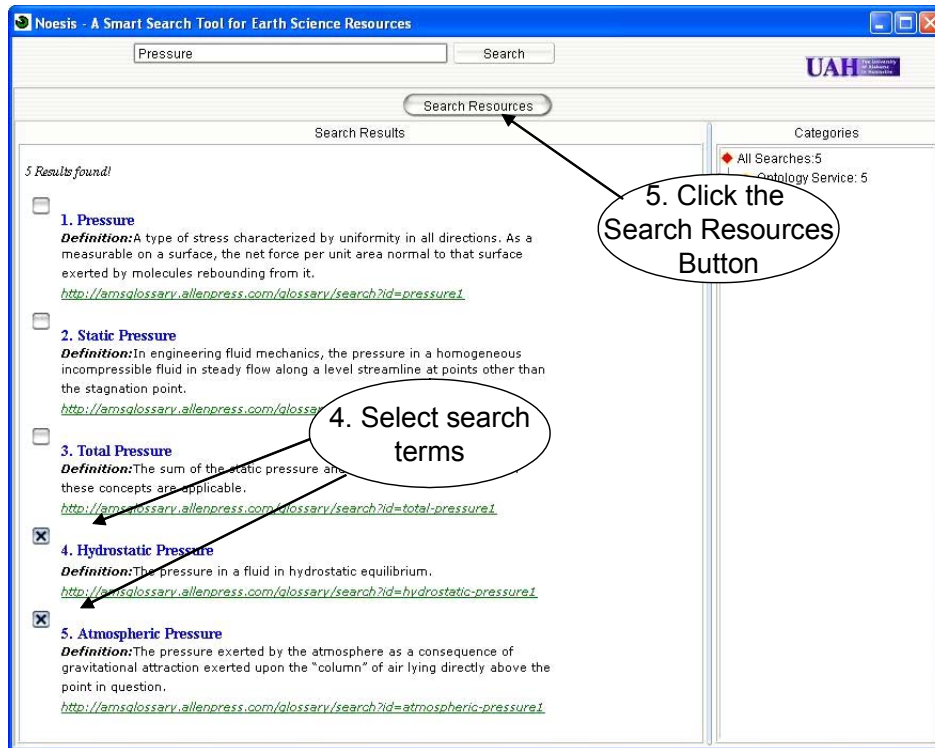 Noesis - A Smart Search Tool for Earth Science Resources
Pressure
Search
UAH
Search Resources
Search Results
Categories
5 Results found!
All Searches:5
Ontology Service: 5
1. Pressure
Definition:A type of stress characterized by uniformity in all directions. As a
measurable on a surface, the net force per unit area normal to that surface
exerted by molecules rebounding from it.
http://amsglossary.allenpress.com/glossary/search?id=pressure1
2. Static Pressure
Definition:In engineering fluid mechanics, the pressure in a homogeneous
incompressible fluid in steady flow along a level streamline at points other than
the stagnation point.
http://amsglossary.allenpress.com/glossar
3. Total Pressure
Definition:The sum of the static pressure an
these concepts are applicable.
http://amsglossary.allenpress.com/glossary/search?id=total-pressure1
4. Hydrostatic Pressure
Definition:The pressure in a fluid in hydrostatic equilibrium.
http://amsglossary.allenpress.com/glossary/search?id=hydrostatic-pressure1
5. Atmospheric Pressure
Definition:The pressure exerted by the atmosphere as a consequence of
gravitational attraction exerted upon the "column" of air lying directly above the
point in question.
http://amsglossary.allenpress.com/glossary/search?id=atmospheric-pressure1
5. Click the
Search Resources
Button
4. Select search
terms